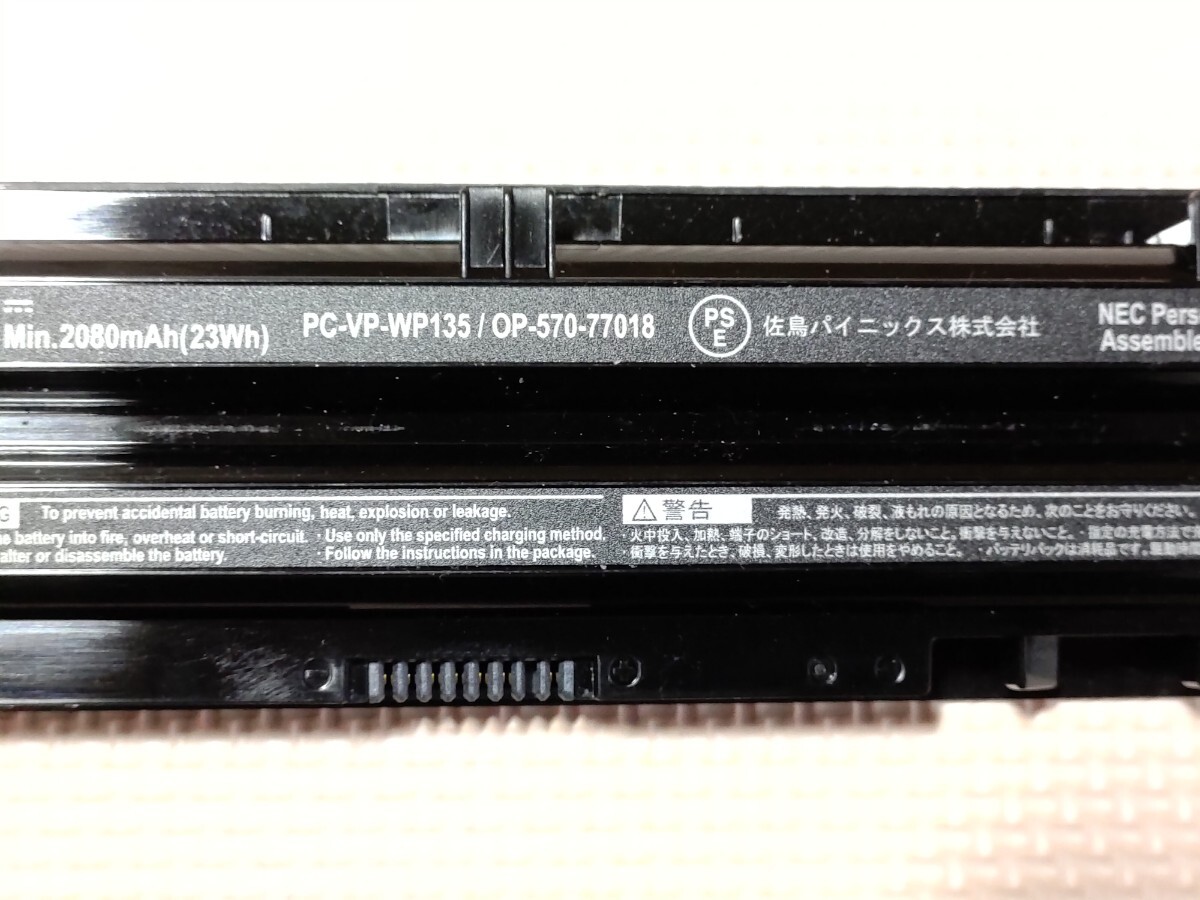 Min.2080mAh(23Wh)
PC-VP-WP135 / OP-570-77018
PSE
佐鳥パイニックス株式会社
NEC Pers
Assemble
G
To prevent accidental battery burning, heat, explosion or leakage.
he battery into fire, overheat or short-circuit. ・Use only the specified charging method.
alter or disassemble the battery. ・Follow the instructions in the package.
⚠警告
発熱、発火、破裂、液もれの原因となるため、次のことをお守りください。
・火中投入、加熱、端子のショート、改造、分解をしないこと。衝撃を与えないこと。・指定の充電方法で
・衝撃を与えたとき、破損、変形したときは使用をやめること。・バッテリパックは消耗品です。